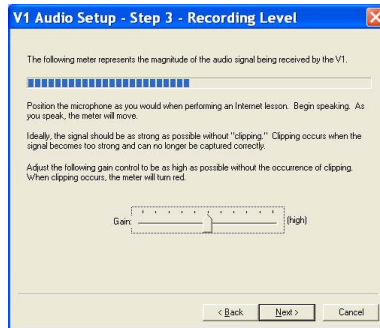 V1 Audio Setup - Step 3 - Recording Level
The following meter represents the magnitude of the audio signal being received by the V1.
Position the microphone as you would when performing an Internet lesson. Begin speaking. As
you speak, the meter will move.
Ideally, the signal should be as strong as possible without "clipping." Clipping occurs when the
signal becomes too strong and can no longer be captured correctly.
Adjust the following gain control to be as high as possible without the occurrence of clipping.
When clipping occurs, the meter will turn red.
Gain: (high)
< Back Next > Cancel